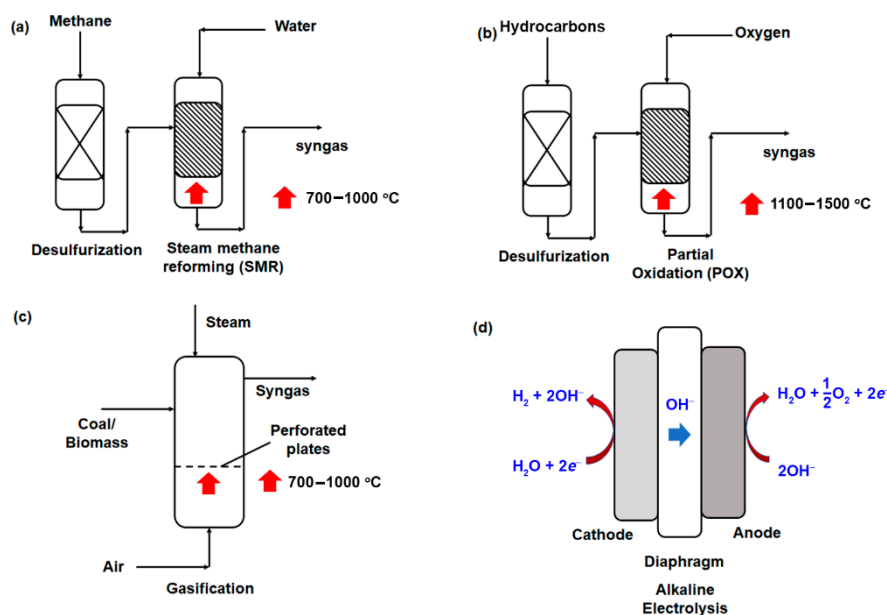 (a)
Methane
Water
syngas
700–1000 °C
Desulfurization
Steam methane
reforming (SMR)
(b)
Hydrocarbons
Oxygen
syngas
1100–1500 °C
Desulfurization
Partial
Oxidation (POX)
(c)
Steam
Syngas
Coal/
Biomass
Perforated
plates
700–1000 °C
Air
Gasification
(d)
H₂ + 2OH⁻
OH⁻
H₂O + 1/2 O₂ + 2e⁻
H₂O + 2e⁻
2OH⁻
Cathode
Anode
Diaphragm
Alkaline
Electrolysis